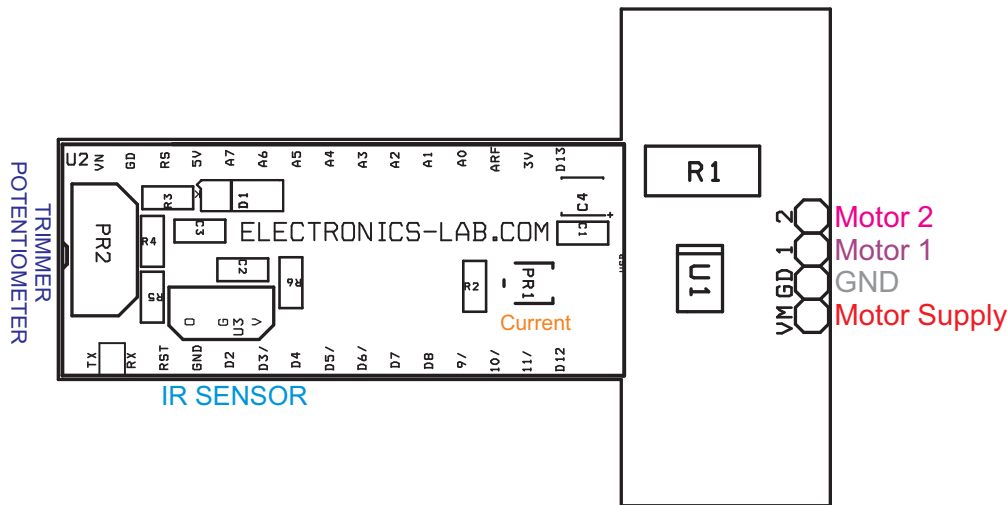 U2
VN GD RS 5V A7 A6 A5 A4 A3 A2 A1 A0 ARF 3V D13
TRIMMER
POTENTIOMETER
PR2
R3
D1
R4
C3
ELECTRONICS-LAB.COM
C4
+
C1
C2
R5
R6
R2
PR1
Current
O G V
U3
TX RX RST GND D2 D3/ D4 D5/ D6/ D7 D8 9/ 10/ 11/ D12
IR SENSOR
R1
U1
2 Motor 2
1 Motor 1
GD GND
VM Motor Supply